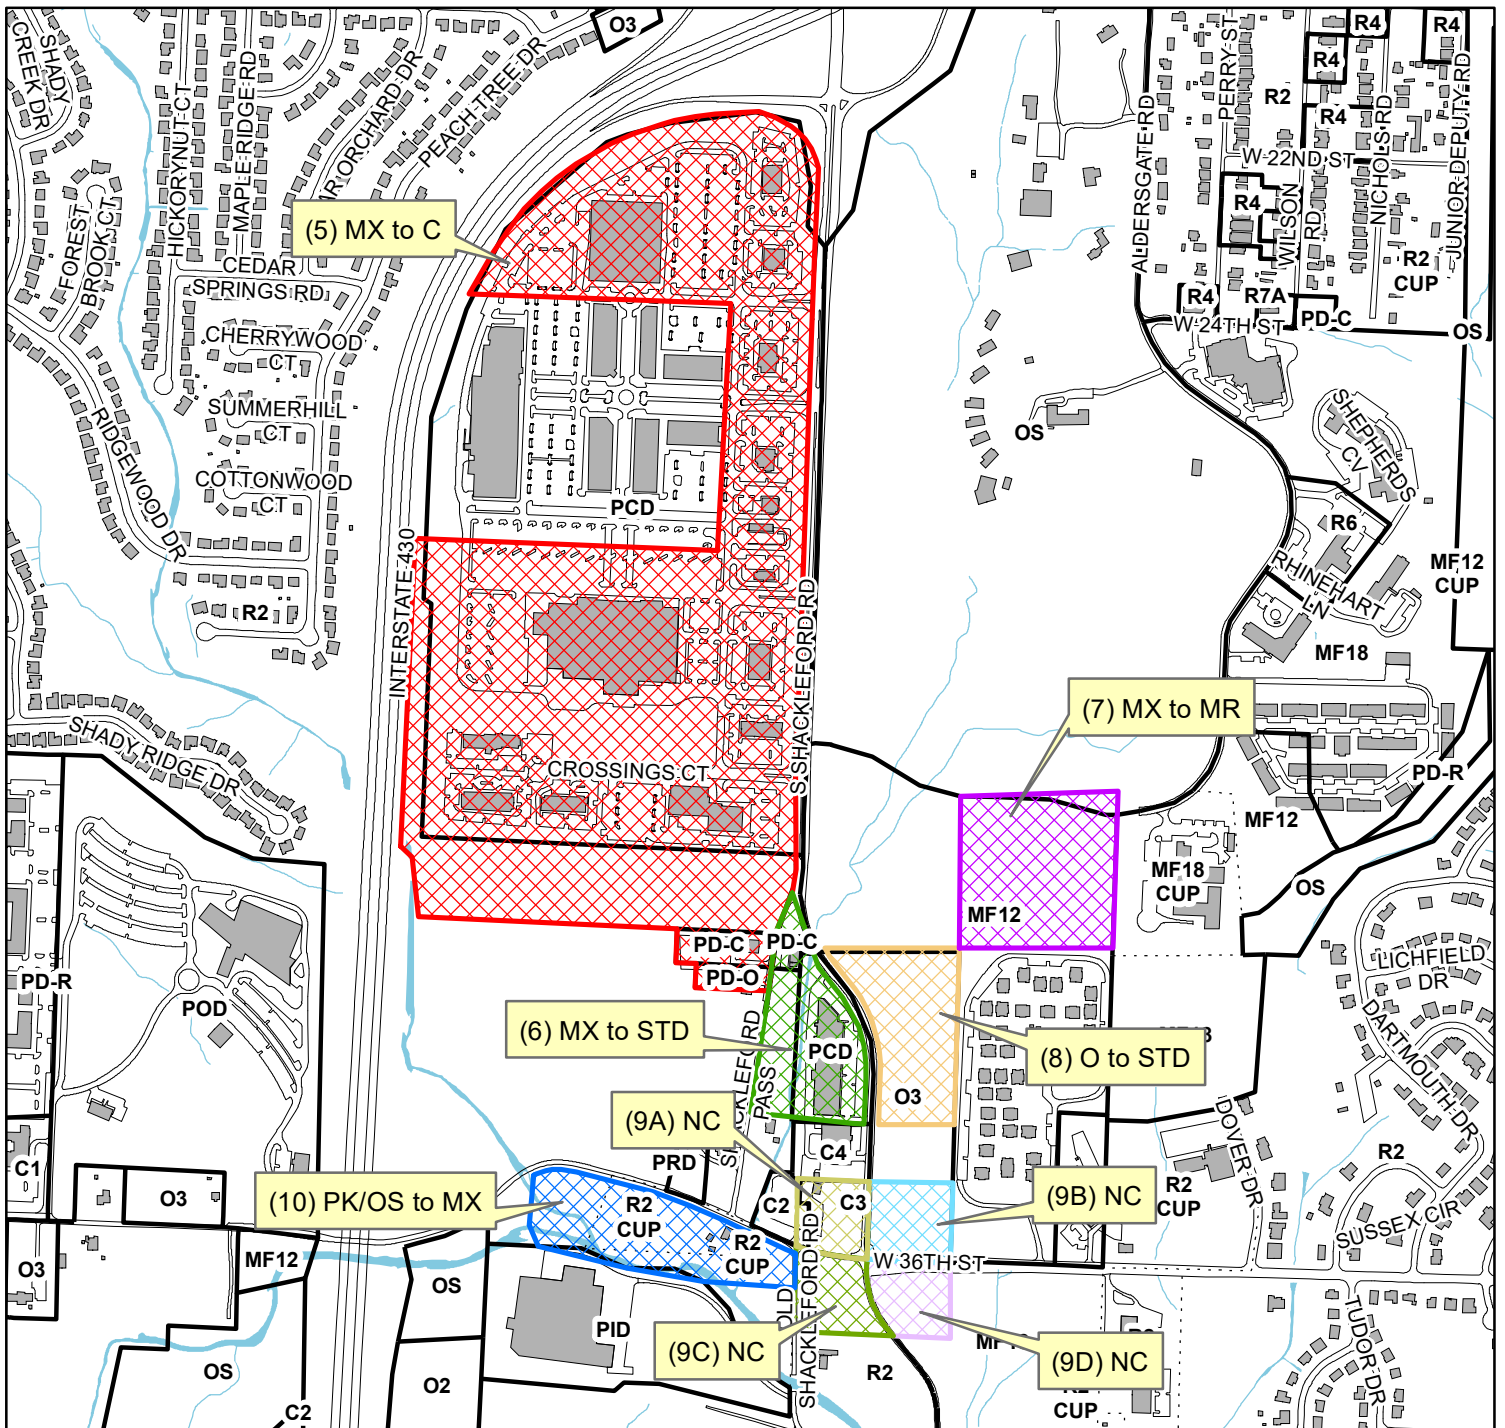 O3
R4
R4
SHADY
CREEK DR
HICKORYNUT CT
MAPLE RIDGE RD
ORCHARD DR
PEACH TREE DR
PERRY ST
R4
R2
R4
NICHOLS RD
JUNIOR DEPUTY RD
ALDERSGATE RD
W 22ND ST
FOREST
BROOK CT
(5) MX to C
R4
WILSON
RD
CEDAR
SPRINGS RD
R2
CUP
R4
R7A
PD-C
W 24TH ST
OS
CHERRYWOOD
CT
SUMMERHILL
CT
RIDGEWOOD DR
COTTONWOOD
CT
OS
SHEPHERDS
CV
PCD
R6
INTERSTATE 430
RHINEHART
LN
MF12
CUP
S SHACKLEFORD RD
R2
MF18
(7) MX to MR
SHADY RIDGE DR
CROSSINGS CT
PD-R
MF12
MF18
CUP
OS
MF12
PD-C
PD-C
PD-O
LICHFIELD
DR
PD-R
POD
(6) MX to STD
PCD
(8) O to STD
DARTMOUTH DR
O3
PASS
(9A) NC
DOVER DR
C4
R2
C1
O3
PRD
(10) PK/OS to MX
R2
CUP
C2
C3
(9B) NC
R2
CUP
SUSSEX CIR
R2
CUP
MF12
O3
W 36TH ST
OS
OLD
SHACKLEFORD RD
PID
(9C) NC
(9D) NC
TUDOR DR
OS
O2
R2
CUP
C2